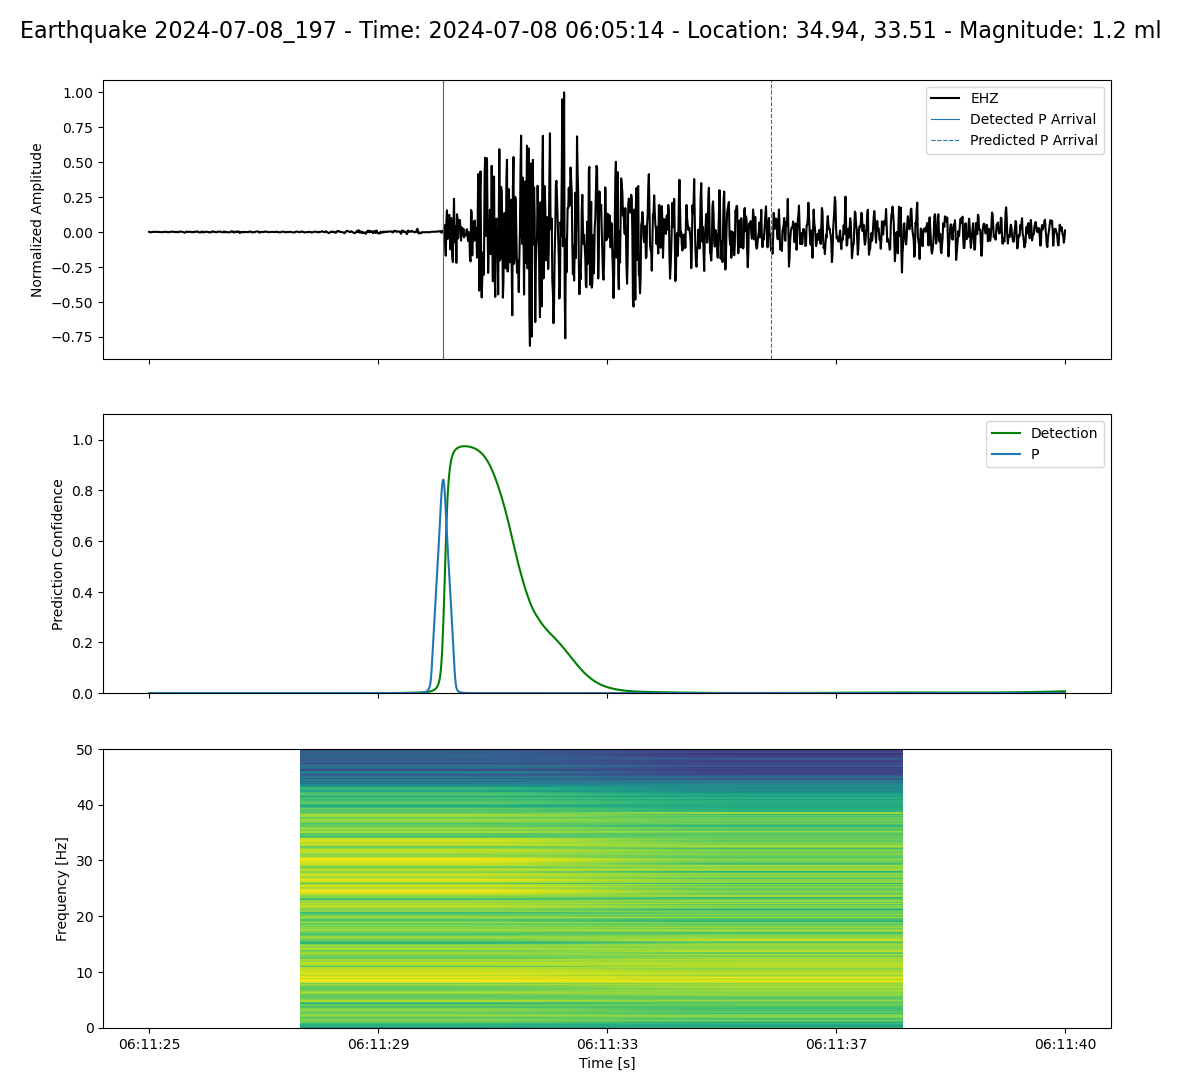 Earthquake 2024-07-08_197 - Time: 2024-07-08 06:05:14 - Location: 34.94, 33.51 - Magnitude: 1.2 ml
Normalized Amplitude
1.00
0.75
0.50
0.25
0.00
−0.25
−0.50
−0.75
EHZ
Detected P Arrival
Predicted P Arrival
Prediction Confidence
1.0
0.8
0.6
0.4
0.2
0.0
Detection
P
Frequency [Hz]
50
40
30
20
10
0
06:11:25
06:11:29
06:11:33
06:11:37
06:11:40
Time [s]